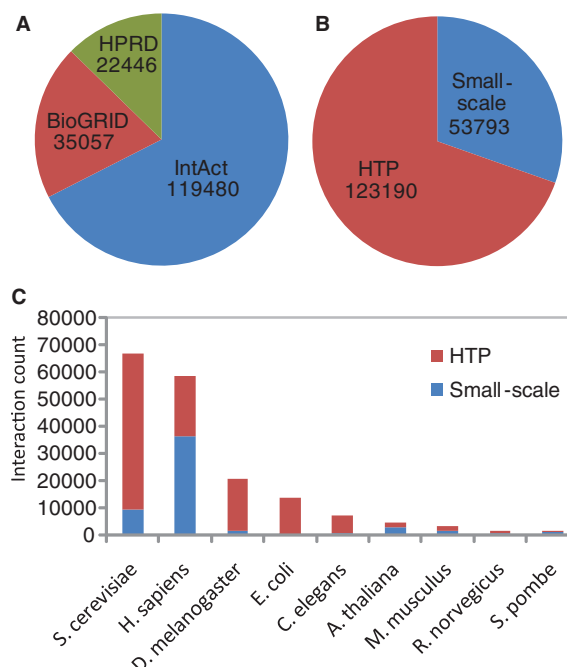 A
HPRD
22446
BioGRID
35057
IntAct
119480
B
Small-
scale
53793
HTP
123190
C
Interaction count
80000
70000
60000
50000
40000
30000
20000
10000
0
HTP
Small-scale
S. cerevisiae
H. sapiens
D. melanogaster
E. coli
C. elegans
A. thaliana
M. musculus
R. norvegicus
S. pombe